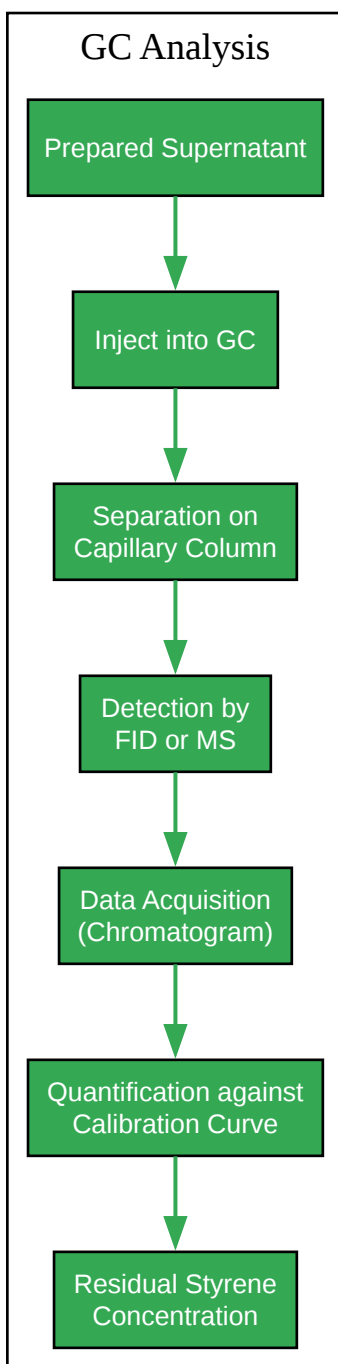 GC Analysis
Prepared Supernatant
Inject into GC
Separation on
Capillary Column
Detection by
FID or MS
Data Acquisition
(Chromatogram)
Quantification against
Calibration Curve
Residual Styrene
Concentration